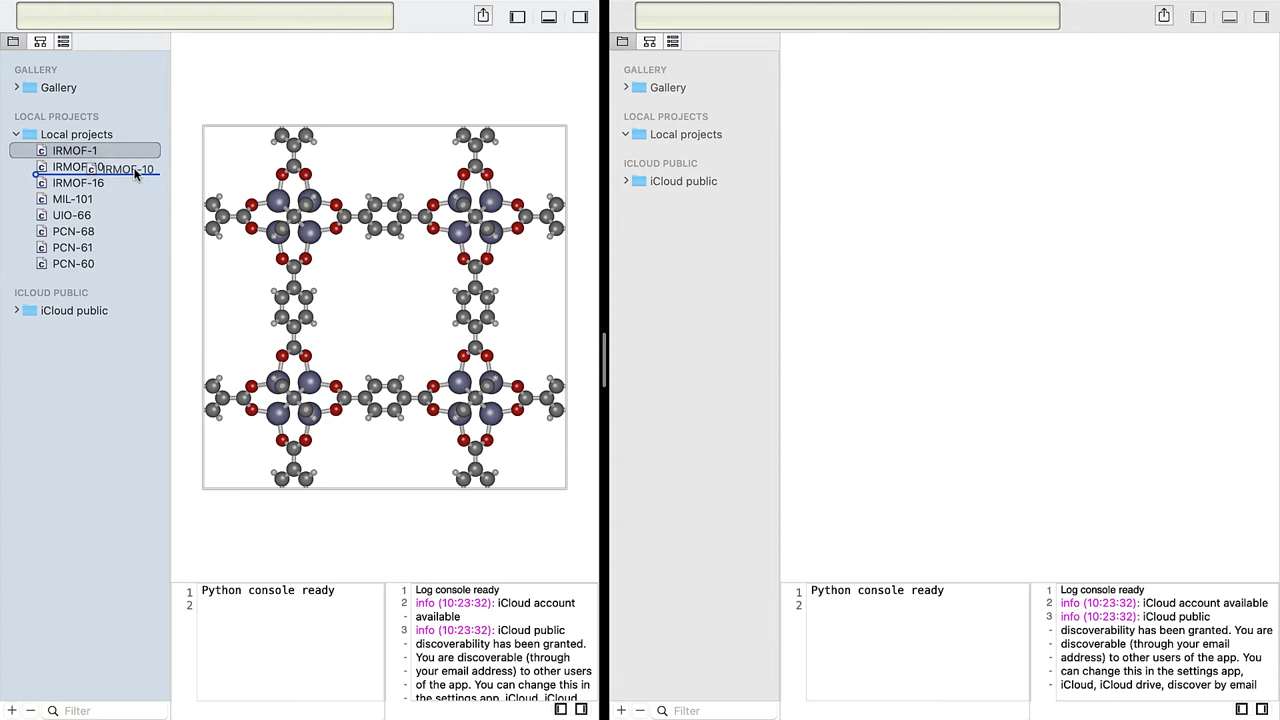 GALLERY
Gallery
LOCAL PROJECTS
Local projects
IRMOF-1
IRMOF-10
IRMOF-10
IRMOF-16
MIL-101
UIO-66
PCN-68
PCN-61
PCN-60
ICLOUD PUBLIC
iCloud public
Filter
1 Python console ready
2
1 Log console ready
2 info (10:23:32): iCloud account
- available
3 info (10:23:32): iCloud public
- discoverability has been granted.
- You are discoverable (through
- your email address) to other users
- of the app. You can change this in
- the settings app, iCloud, iCloud
GALLERY
Gallery
LOCAL PROJECTS
Local projects
ICLOUD PUBLIC
iCloud public
Filter
1 Python console ready
2
1 Log console ready
2 info (10:23:32): iCloud account available
3 info (10:23:32): iCloud public
- discoverability has been granted. You are
- discoverable (through your email
- address) to other users of the app. You
- can change this in the settings app,
- iCloud, iCloud drive, discover by email